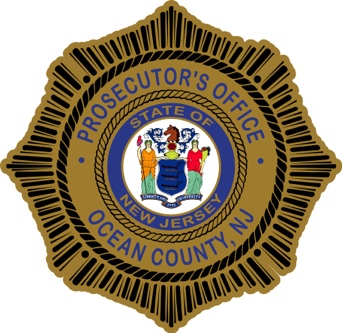 PROSECUTOR'S OFFICE
STATE OF
NEW JERSEY
OCEAN COUNTY, NJ